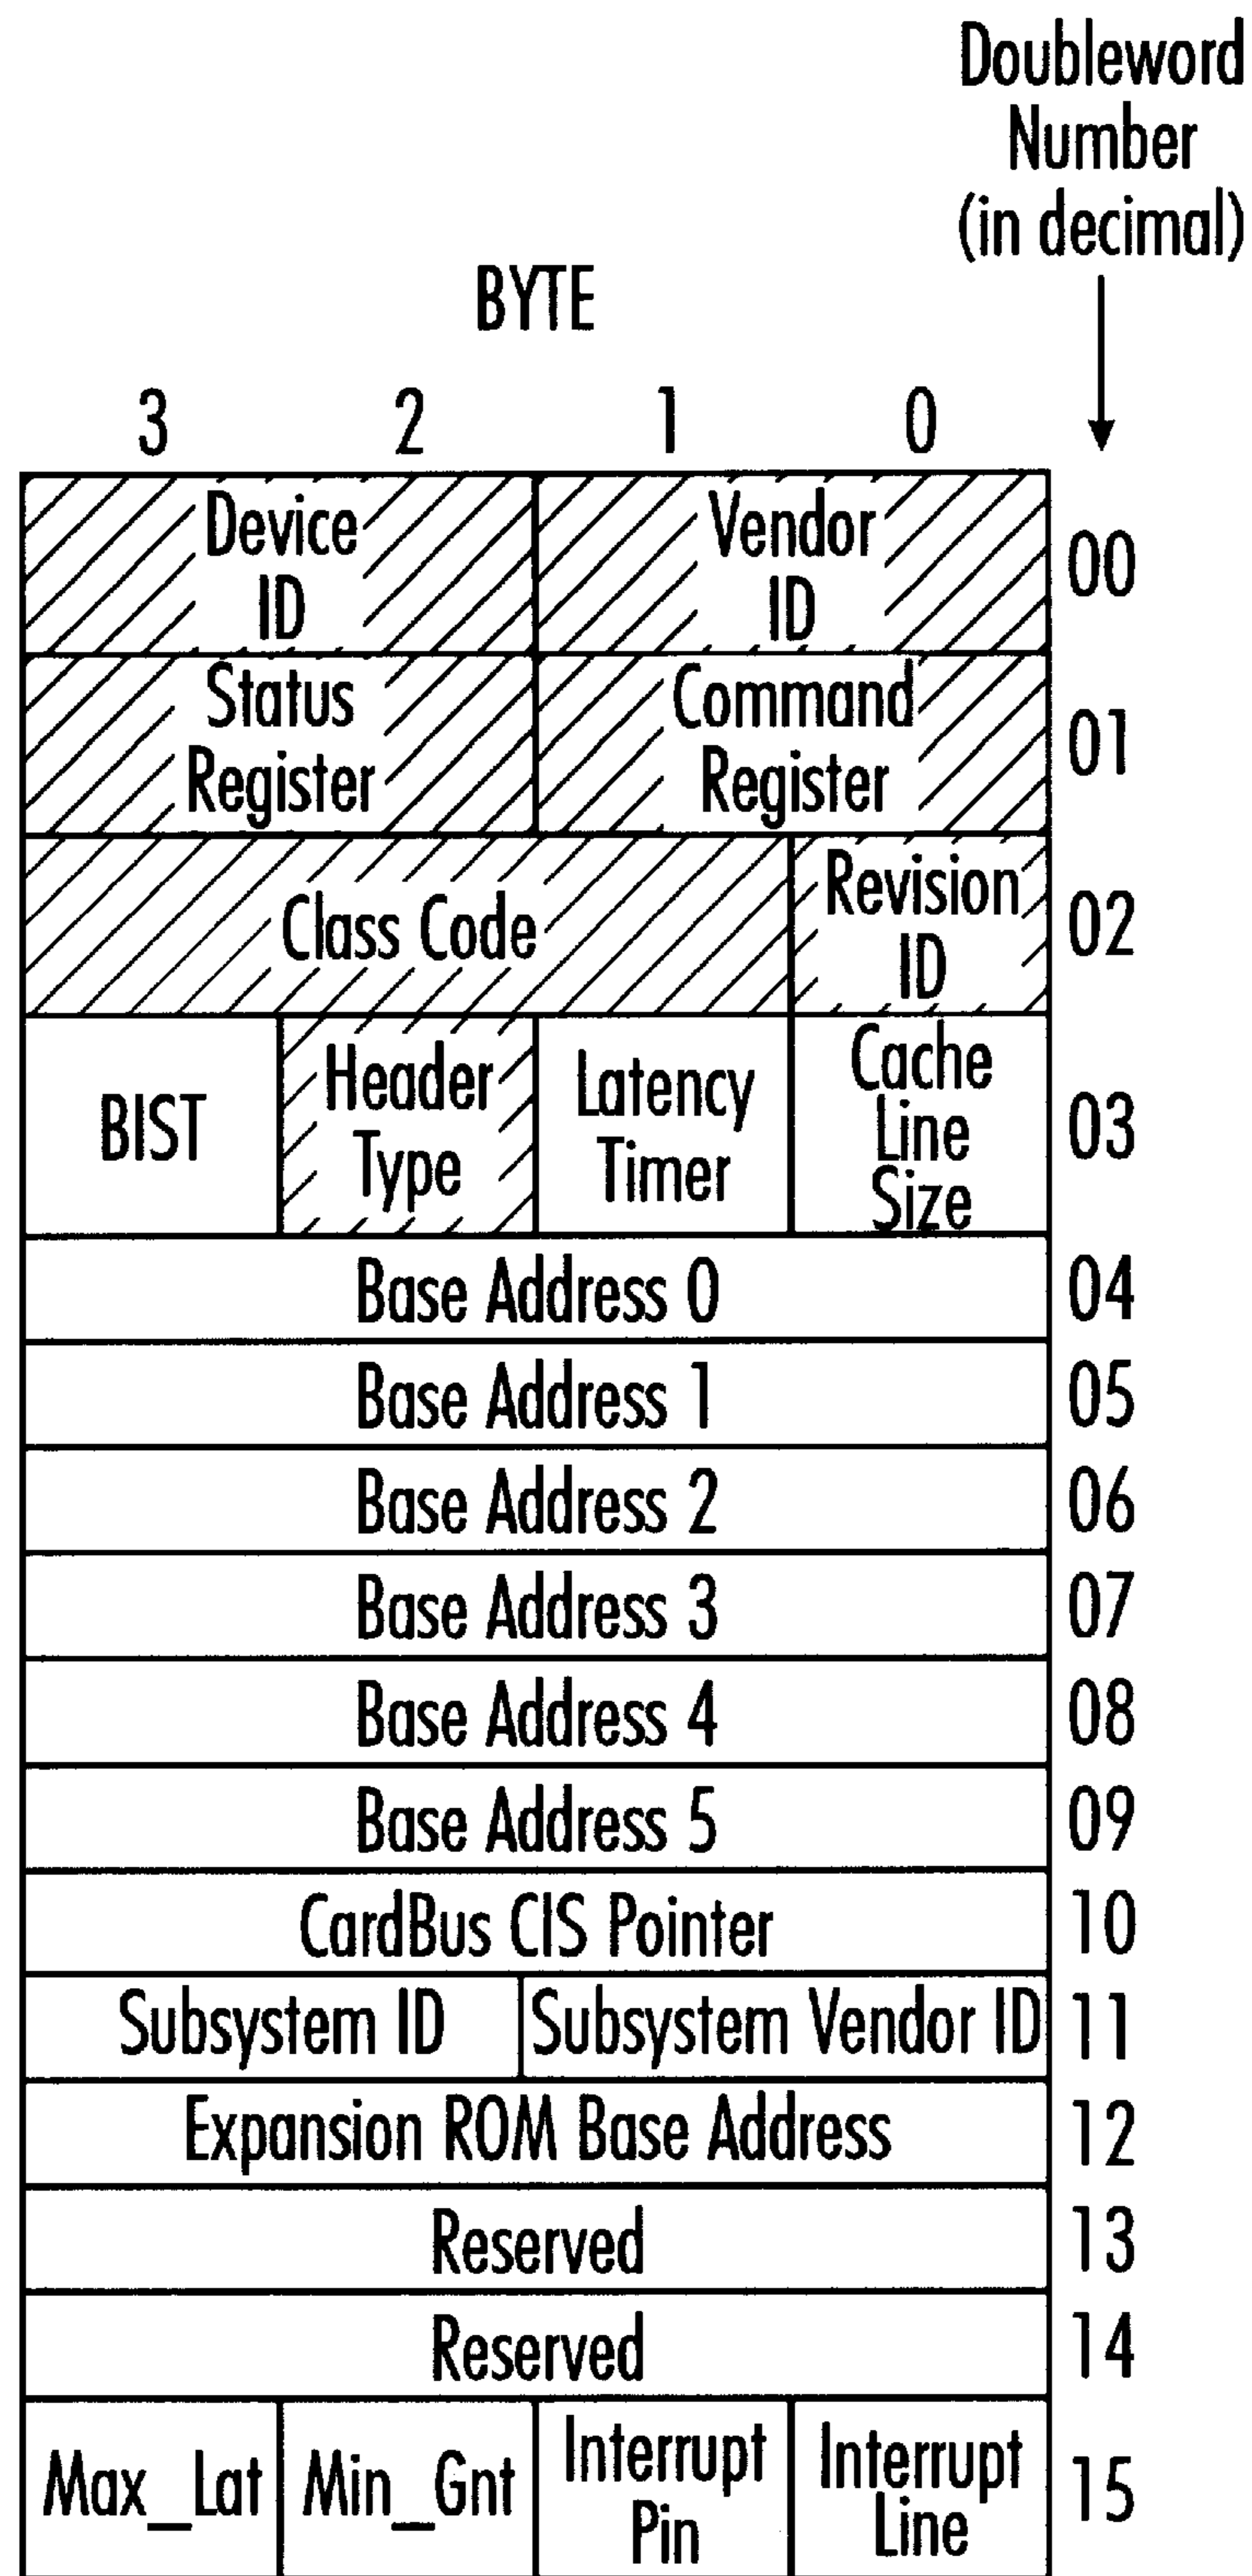 Doubleword
Number
(in decimal)
BYTE
3 2 1 0
Device Vendor
ID ID 00
Status Command
Register Register 01
Class Code Revision
ID 02
BIST Header
Type Latency
Timer Cache
Line
Size 03
Base Address 0 04
Base Address 1 05
Base Address 2 06
Base Address 3 07
Base Address 4 08
Base Address 5 09
CardBus CIS Pointer 10
Subsystem ID Subsystem Vendor ID 11
Expansion ROM Base Address 12
Reserved 13
Reserved 14
Max_Lat Min_Gnt Interrupt
Pin Interrupt
Line 15